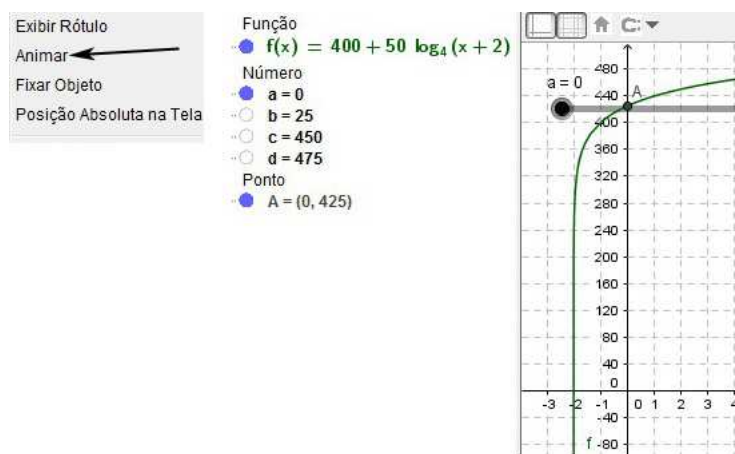 Exibir Rótulo
Animar
Fixar Objeto
Posição Absoluta na Tela
Função
f(x) = 400 + 50 log₄ (x + 2)
Número
a = 0
b = 25
c = 450
d = 475
Ponto
A = (0, 425)
a = 0
A
480
440
400
360
320
280
240
200
160
120
80
40
0
-3 -2 -1 0 1 2 3 4
-40
f -80